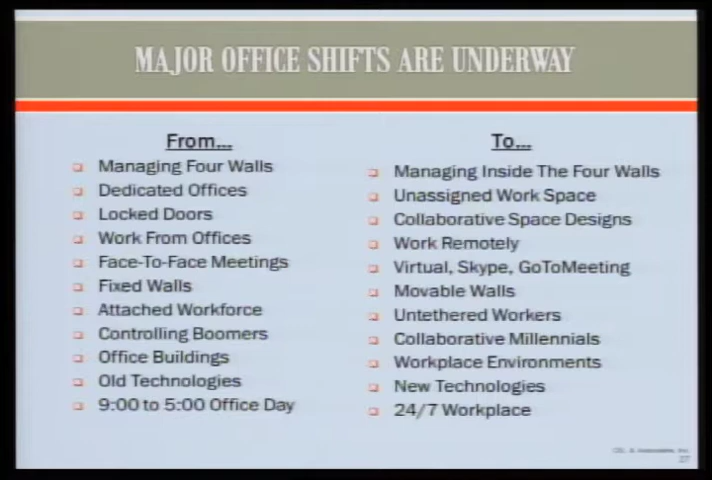 MAJOR OFFICE SHIFTS ARE UNDERWAY
From...
Managing Four Walls
Dedicated Offices
Locked Doors
Work From Offices
Face-To-Face Meetings
Fixed Walls
Attached Workforce
Controlling Boomers
Office Buildings
Old Technologies
9:00 to 5:00 Office Day
To...
Managing Inside The Four Walls
Unassigned Work Space
Collaborative Space Designs
Work Remotely
Virtual, Skype, GoToMeeting
Movable Walls
Untethered Workers
Collaborative Millennials
Workplace Environments
New Technologies
24/7 Workplace